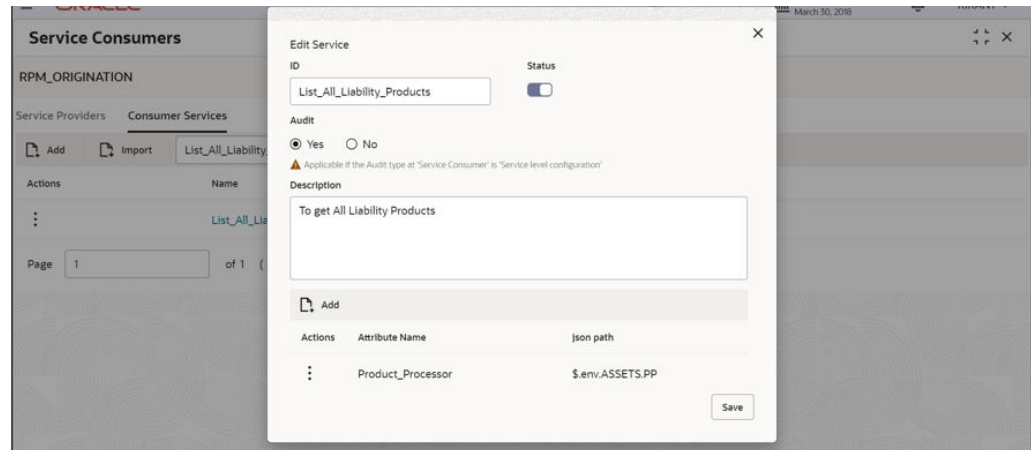 March 30, 2018
Service Consumers
RPM_ORIGINATION
Service Providers Consumer Services
Add Import List_All_Liability
Actions Name
List_All_Lia
Page 1 of 1 (
Edit Service
ID Status
List_All_Liability_Products
Audit
Yes No
Applicable if the Audit type at 'Service Consumer' is 'Service level configuration'
Description
To get All Liability Products
Add
Actions Attribute Name Json path
Product_Processor $.env.ASSETS.PP
Save